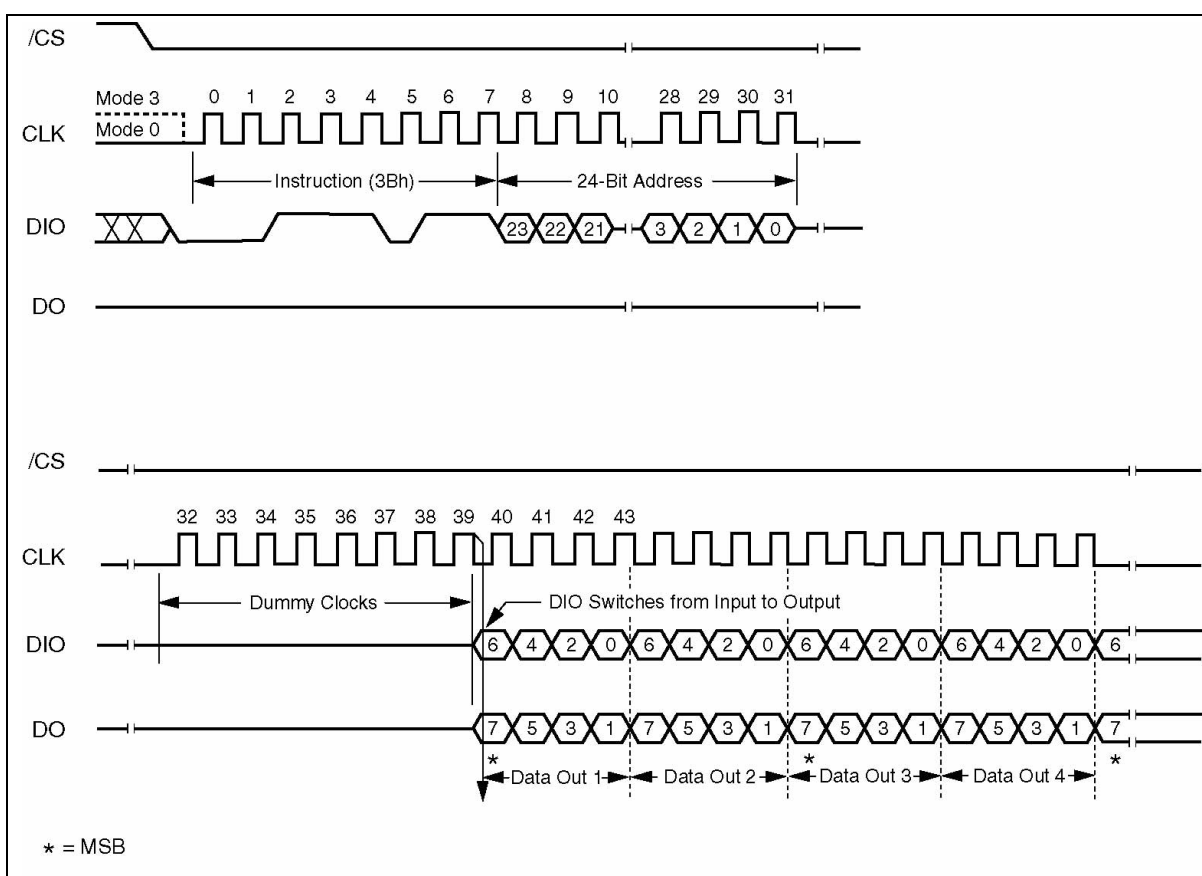 /CS
Mode 3 0 1 2 3 4 5 6 7 8 9 10 28 29 30 31
CLK Mode 0
Instruction (3Bh) 24-Bit Address
DIO 23 22 21 3 2 1 0
DO
/CS
32 33 34 35 36 37 38 39 40 41 42 43
CLK
Dummy Clocks DIO Switches from Input to Output
DIO 6 4 2 0 6 4 2 0 6 4 2 0 6 4 2 0 6
DO 7 5 3 1 7 5 3 1 7 5 3 1 7 5 3 1 7
* * *
Data Out 1 Data Out 2 Data Out 3 Data Out 4
* = MSB